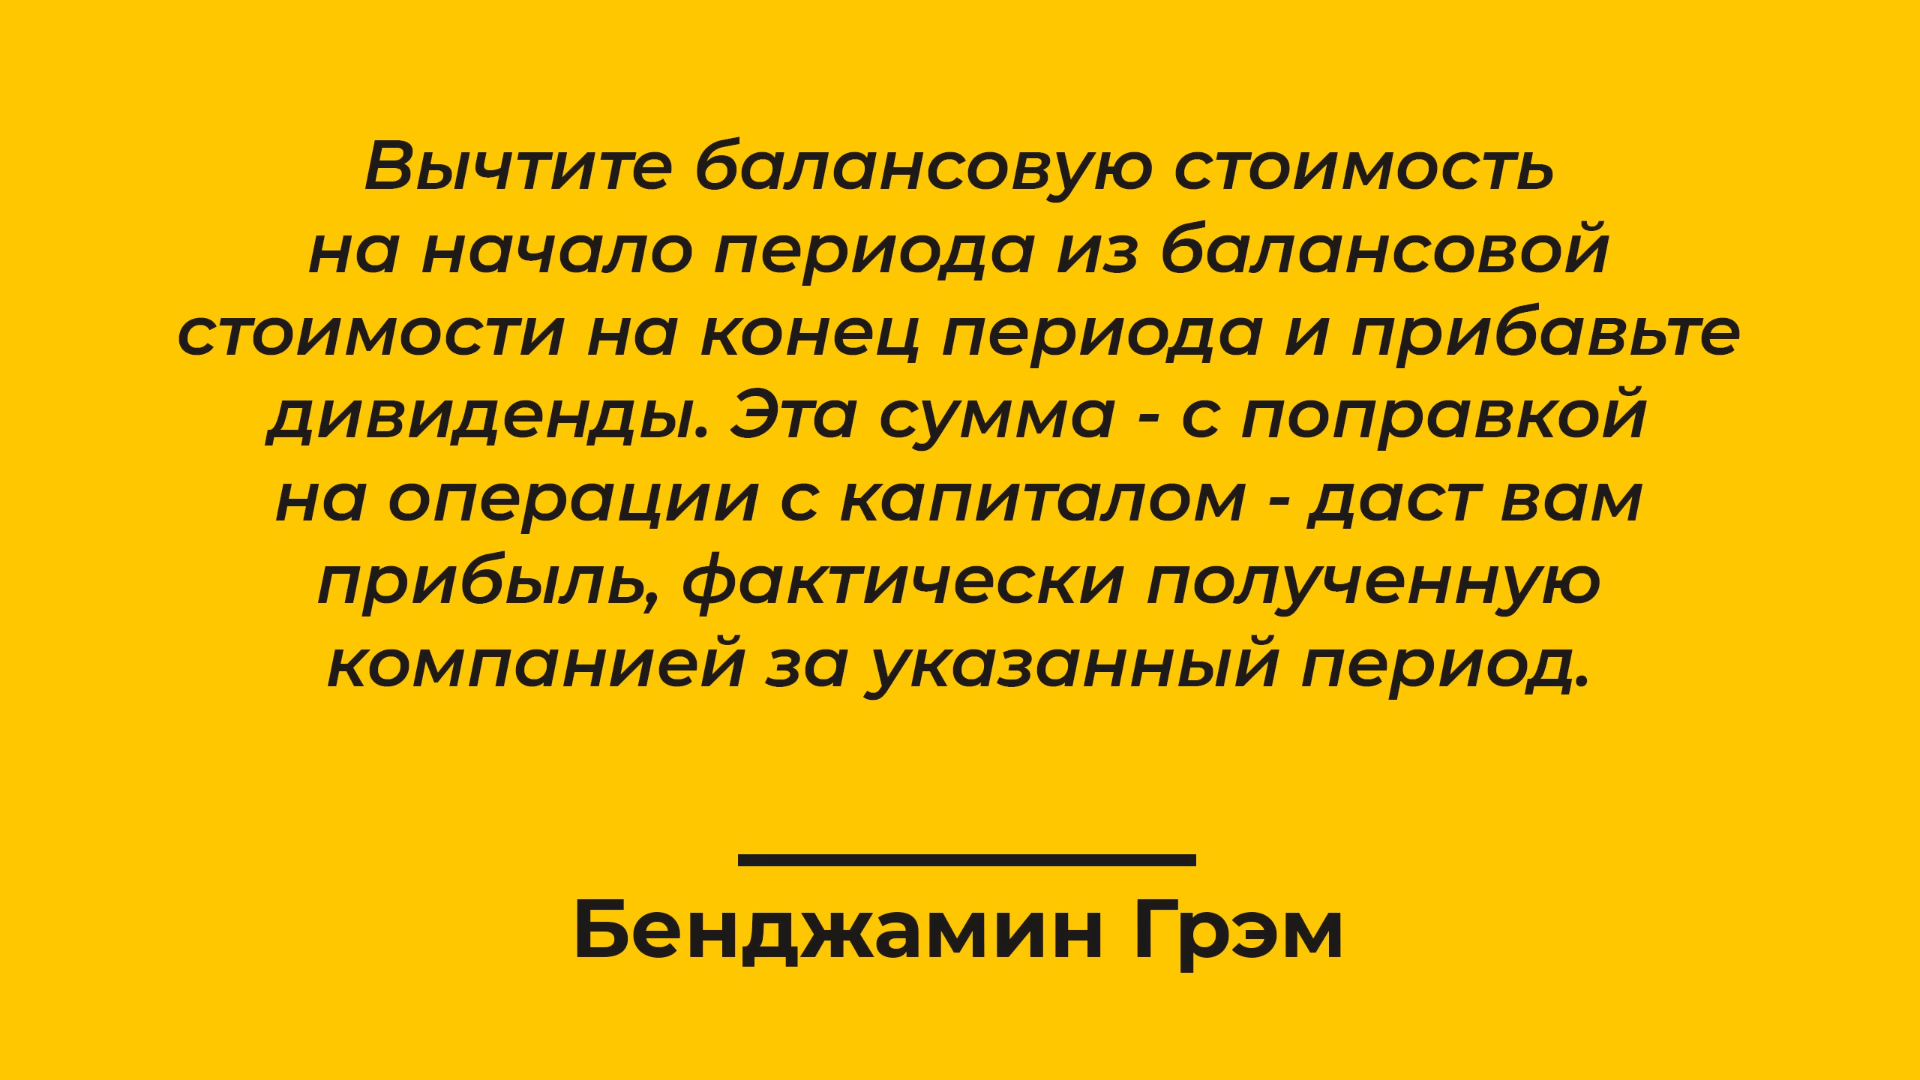 Вычтите балансовую стоимость
на начало периода из балансовой
стоимости на конец периода и прибавьте
дивиденды. Эта сумма - с поправкой
на операции с капиталом - даст вам
прибыль, фактически полученную
компанией за указанный период.
Бенджамин Грэм